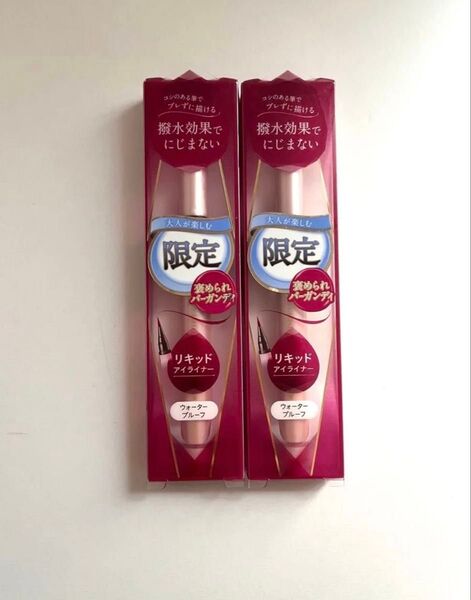 コシのある筆で
ブレずに描ける
撥水効果で
にじまない
大人が楽しむ
限定
褒められ
バーガンディ
リキッド
アイライナー
ウォーター
プルーフ
コシのある筆で
ブレずに描ける
撥水効果で
にじまない
大人が楽しむ
限定
褒められ
バーガンディ
リキッド
アイライナー
ウォーター
プルーフ